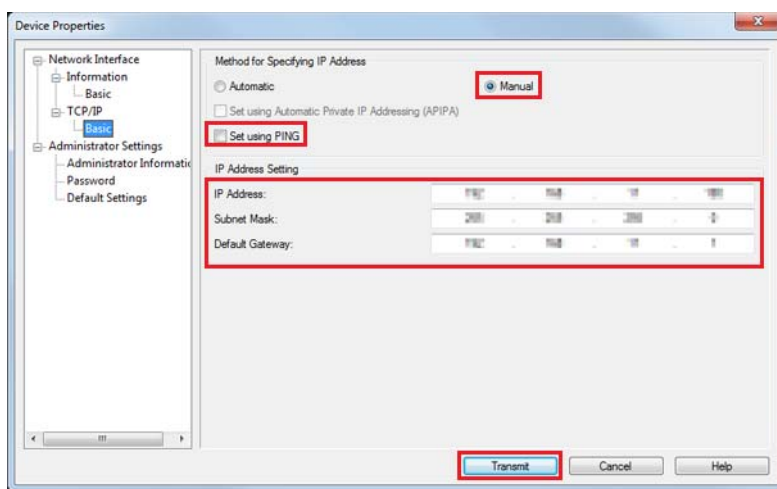 Device Properties
Network Interface
Information
Basic
TCP/IP
Basic
Administrator Settings
Administrator Informatic
Password
Default Settings
Method for Specifying IP Address
Automatic
Manual
Set using Automatic Private IP Addressing (APIPA)
Set using PING
IP Address Setting
IP Address:
Subnet Mask:
Default Gateway:
Transmit
Cancel
Help